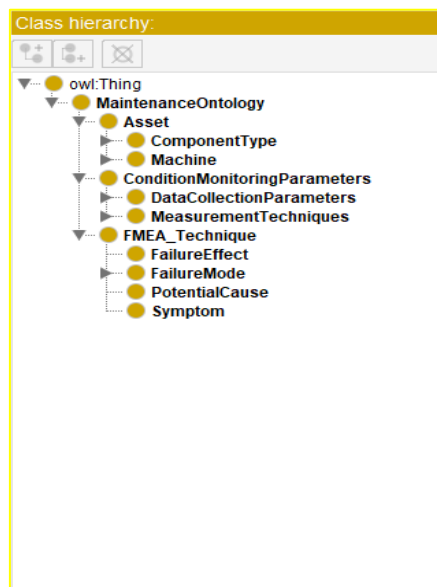 Class hierarchy:
owl:Thing
MaintenanceOntology
Asset
ComponentType
Machine
ConditionMonitoringParameters
DataCollectionParameters
MeasurementTechniques
FMEA_Technique
FailureEffect
FailureMode
PotentialCause
Symptom